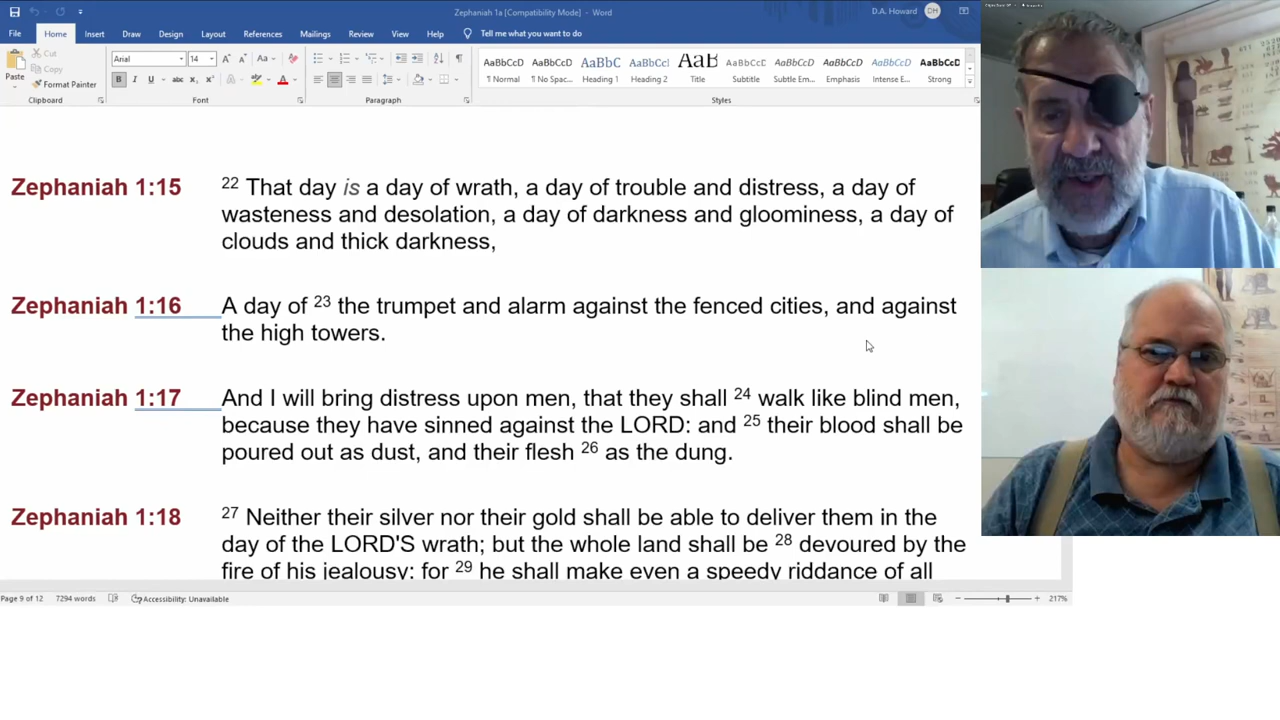 Zephaniah 1a [Compatibility Mode] - Word
D.A. Howard
DH
File Home Insert Draw Design Layout References Mailings Review View Help Tell me what you want to do
Paste
Cut
Copy
Format Painter
Clipboard
Arial 14
Font
Paragraph
AaBbCcD AaBbCcD AaBbC AaBbCcC AaB AaBbCcD AaBbCcD AaBbCcD AaBbCcD AaBbCc
¶ Normal ¶ No Spac... Heading 1 Heading 2 Title Subtitle Subtle Em... Emphasis Intense E... Strong
Styles
Zephaniah 1:15 22 That day is a day of wrath, a day of trouble and distress, a day of
wasteness and desolation, a day of darkness and gloominess, a day of
clouds and thick darkness,
Zephaniah 1:16 A day of 23 the trumpet and alarm against the fenced cities, and against
the high towers.
Zephaniah 1:17 And I will bring distress upon men, that they shall 24 walk like blind men,
because they have sinned against the LORD: and 25 their blood shall be
poured out as dust, and their flesh 26 as the dung.
Zephaniah 1:18 27 Neither their silver nor their gold shall be able to deliver them in the
day of the LORD'S wrath; but the whole land shall be 28 devoured by the
fire of his jealousy: for 29 he shall make even a speedy riddance of all
Page 9 of 12 7294 words Accessibility: Unavailable 217%